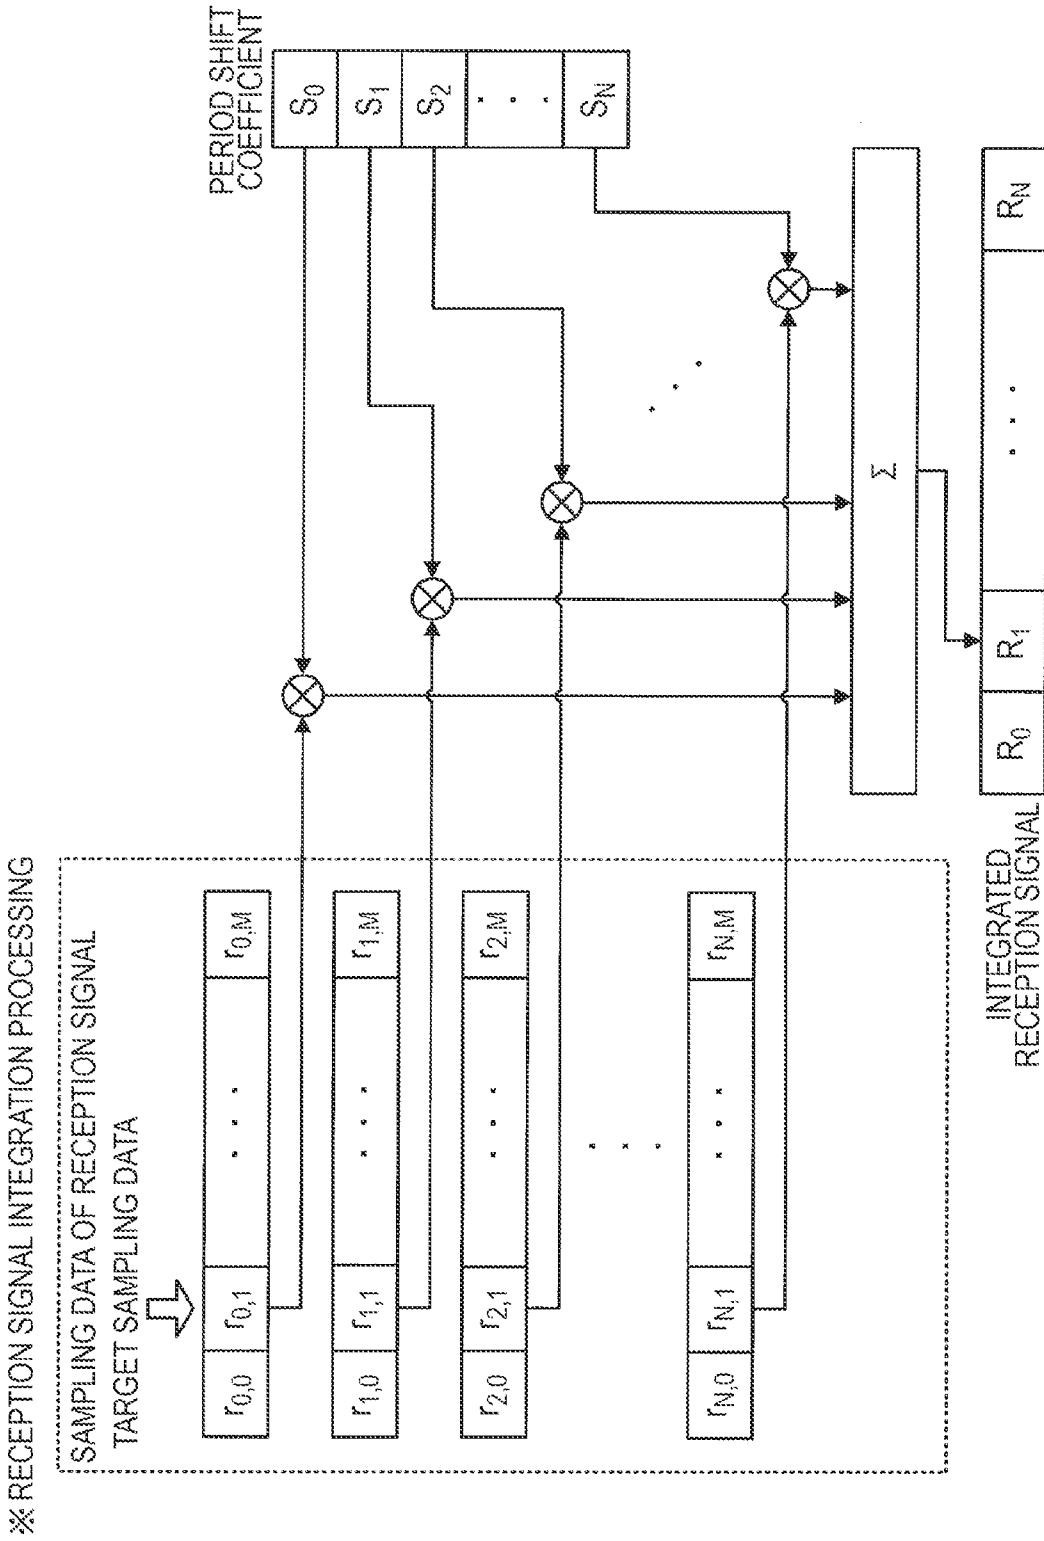 ※ RECEPTION SIGNAL INTEGRATION PROCESSING
SAMPLING DATA OF RECEPTION SIGNAL
TARGET SAMPLING DATA
r0,0 r0,1 . . . r0,M
r1,0 r1,1 . . . r1,M
r2,0 r2,1 . . . r2,M
. . .
rN,0 rN,1 . . . rN,M
PERIOD SHIFT
COEFFICIENT
S0
S1
S2
. . .
SN
. . .
Σ
INTEGRATED
RECEPTION SIGNAL
R0 R1 . . . RN